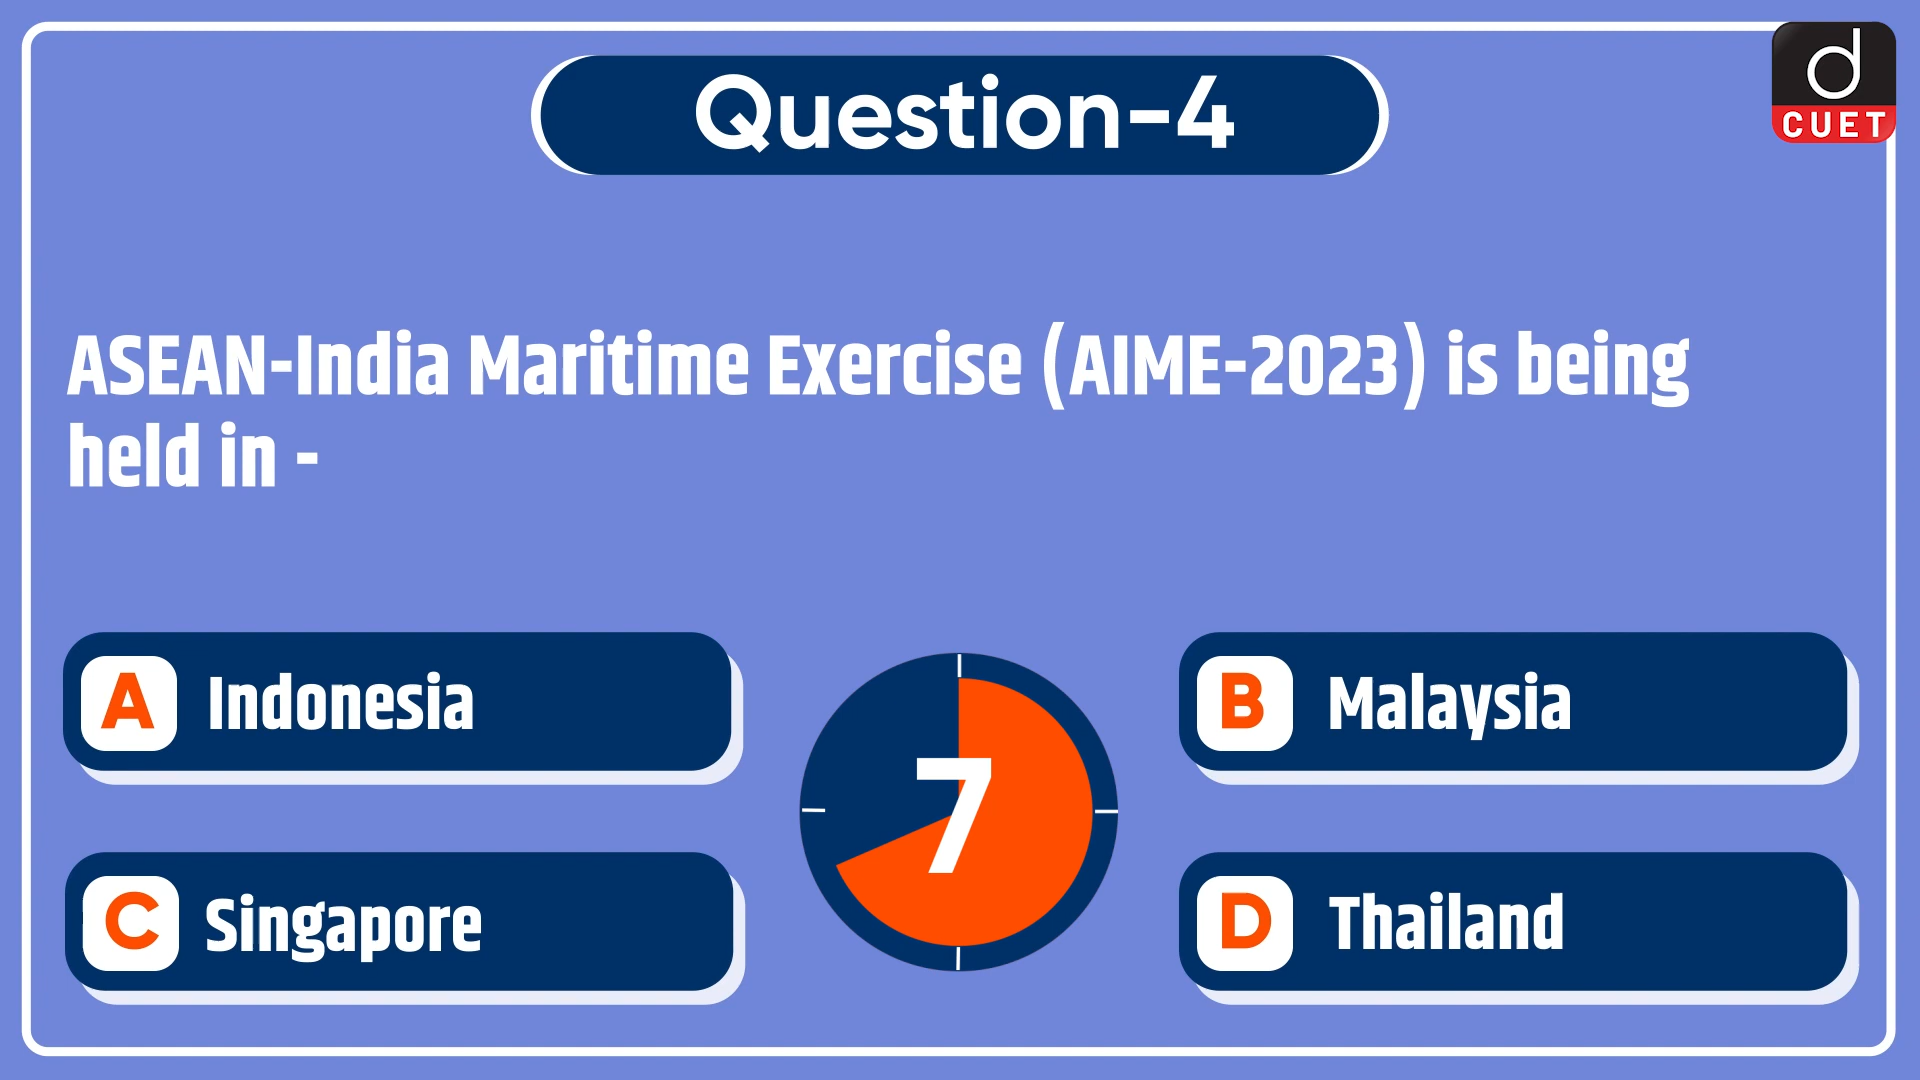 Question-4
d
CUET
ASEAN-India Maritime Exercise (AIME-2023) is being
held in -
A Indonesia
B Malaysia
7
C Singapore
D Thailand